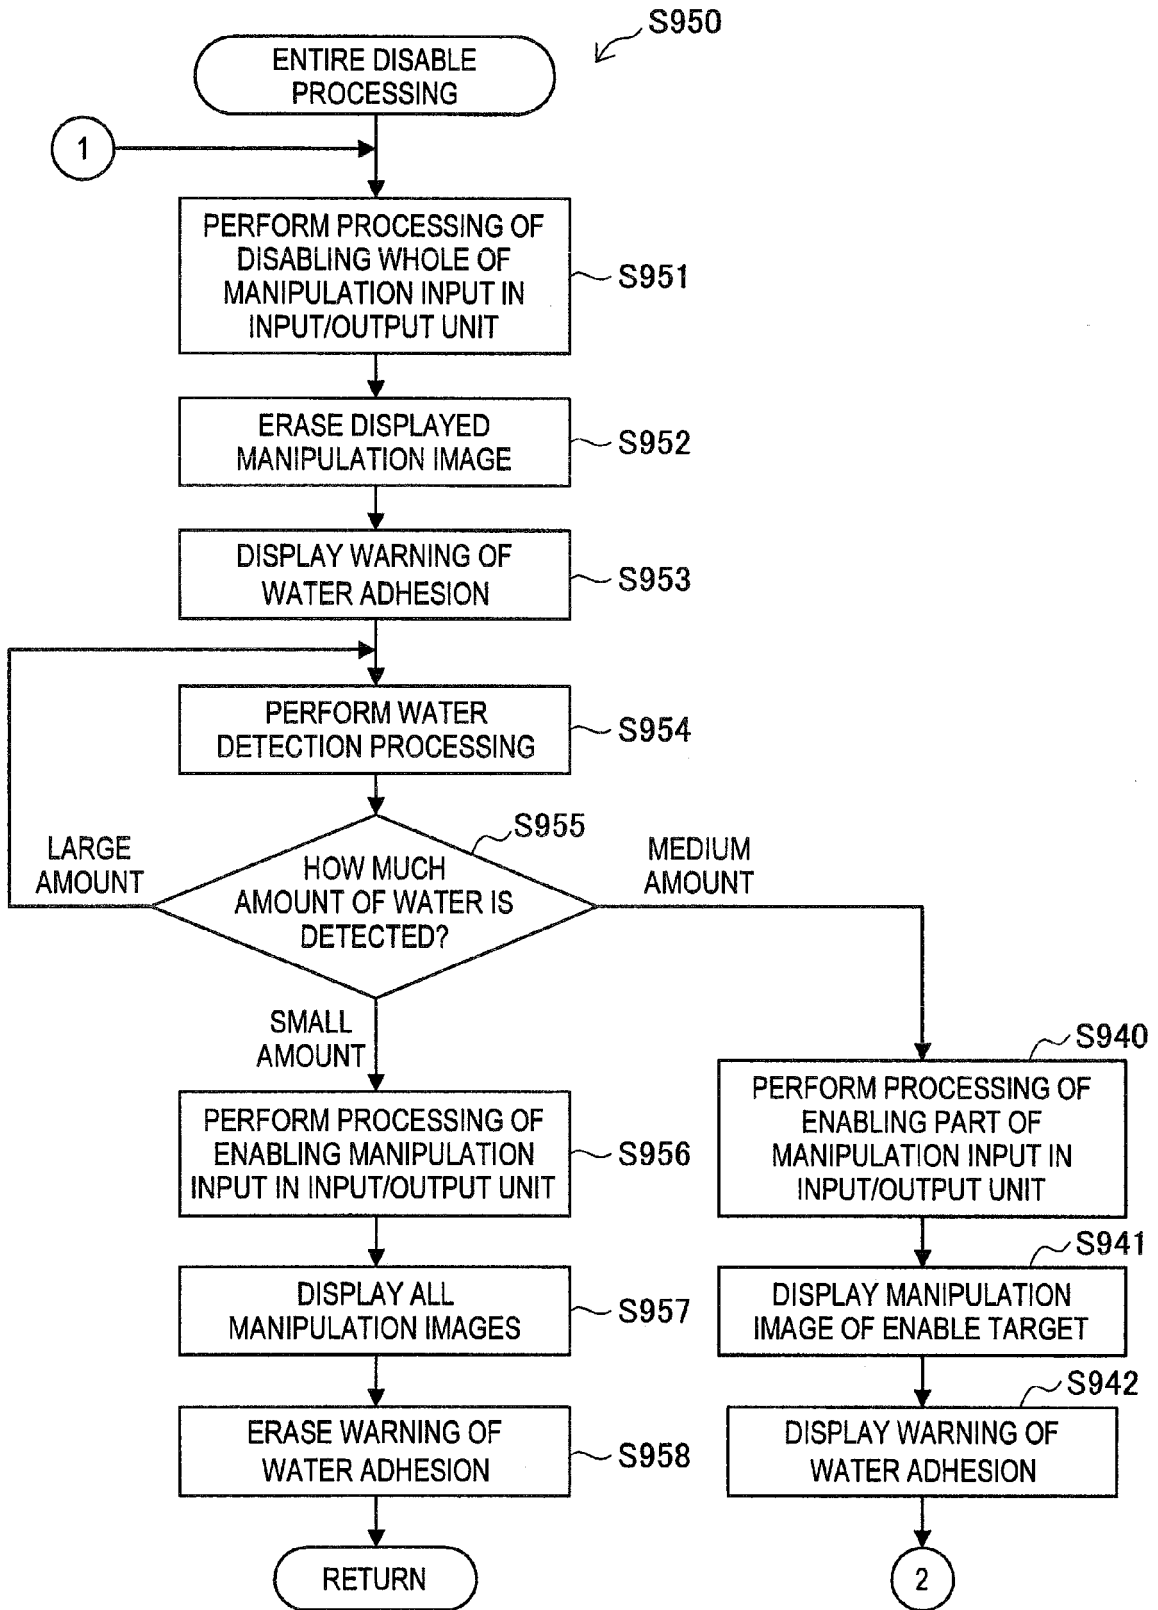 S950
ENTIRE DISABLE
PROCESSING
1
PERFORM PROCESSING OF
DISABLING WHOLE OF
MANIPULATION INPUT IN
INPUT/OUTPUT UNIT
S951
ERASE DISPLAYED
MANIPULATION IMAGE
S952
DISPLAY WARNING OF
WATER ADHESION
S953
PERFORM WATER
DETECTION PROCESSING
S954
S955
HOW MUCH
AMOUNT OF WATER IS
DETECTED?
LARGE
AMOUNT
MEDIUM
AMOUNT
SMALL
AMOUNT
PERFORM PROCESSING OF
ENABLING MANIPULATION
INPUT IN INPUT/OUTPUT UNIT
S956
DISPLAY ALL
MANIPULATION IMAGES
S957
ERASE WARNING OF
WATER ADHESION
S958
RETURN
S940
PERFORM PROCESSING OF
ENABLING PART OF
MANIPULATION INPUT IN
INPUT/OUTPUT UNIT
S941
DISPLAY MANIPULATION
IMAGE OF ENABLE TARGET
S942
DISPLAY WARNING OF
WATER ADHESION
2